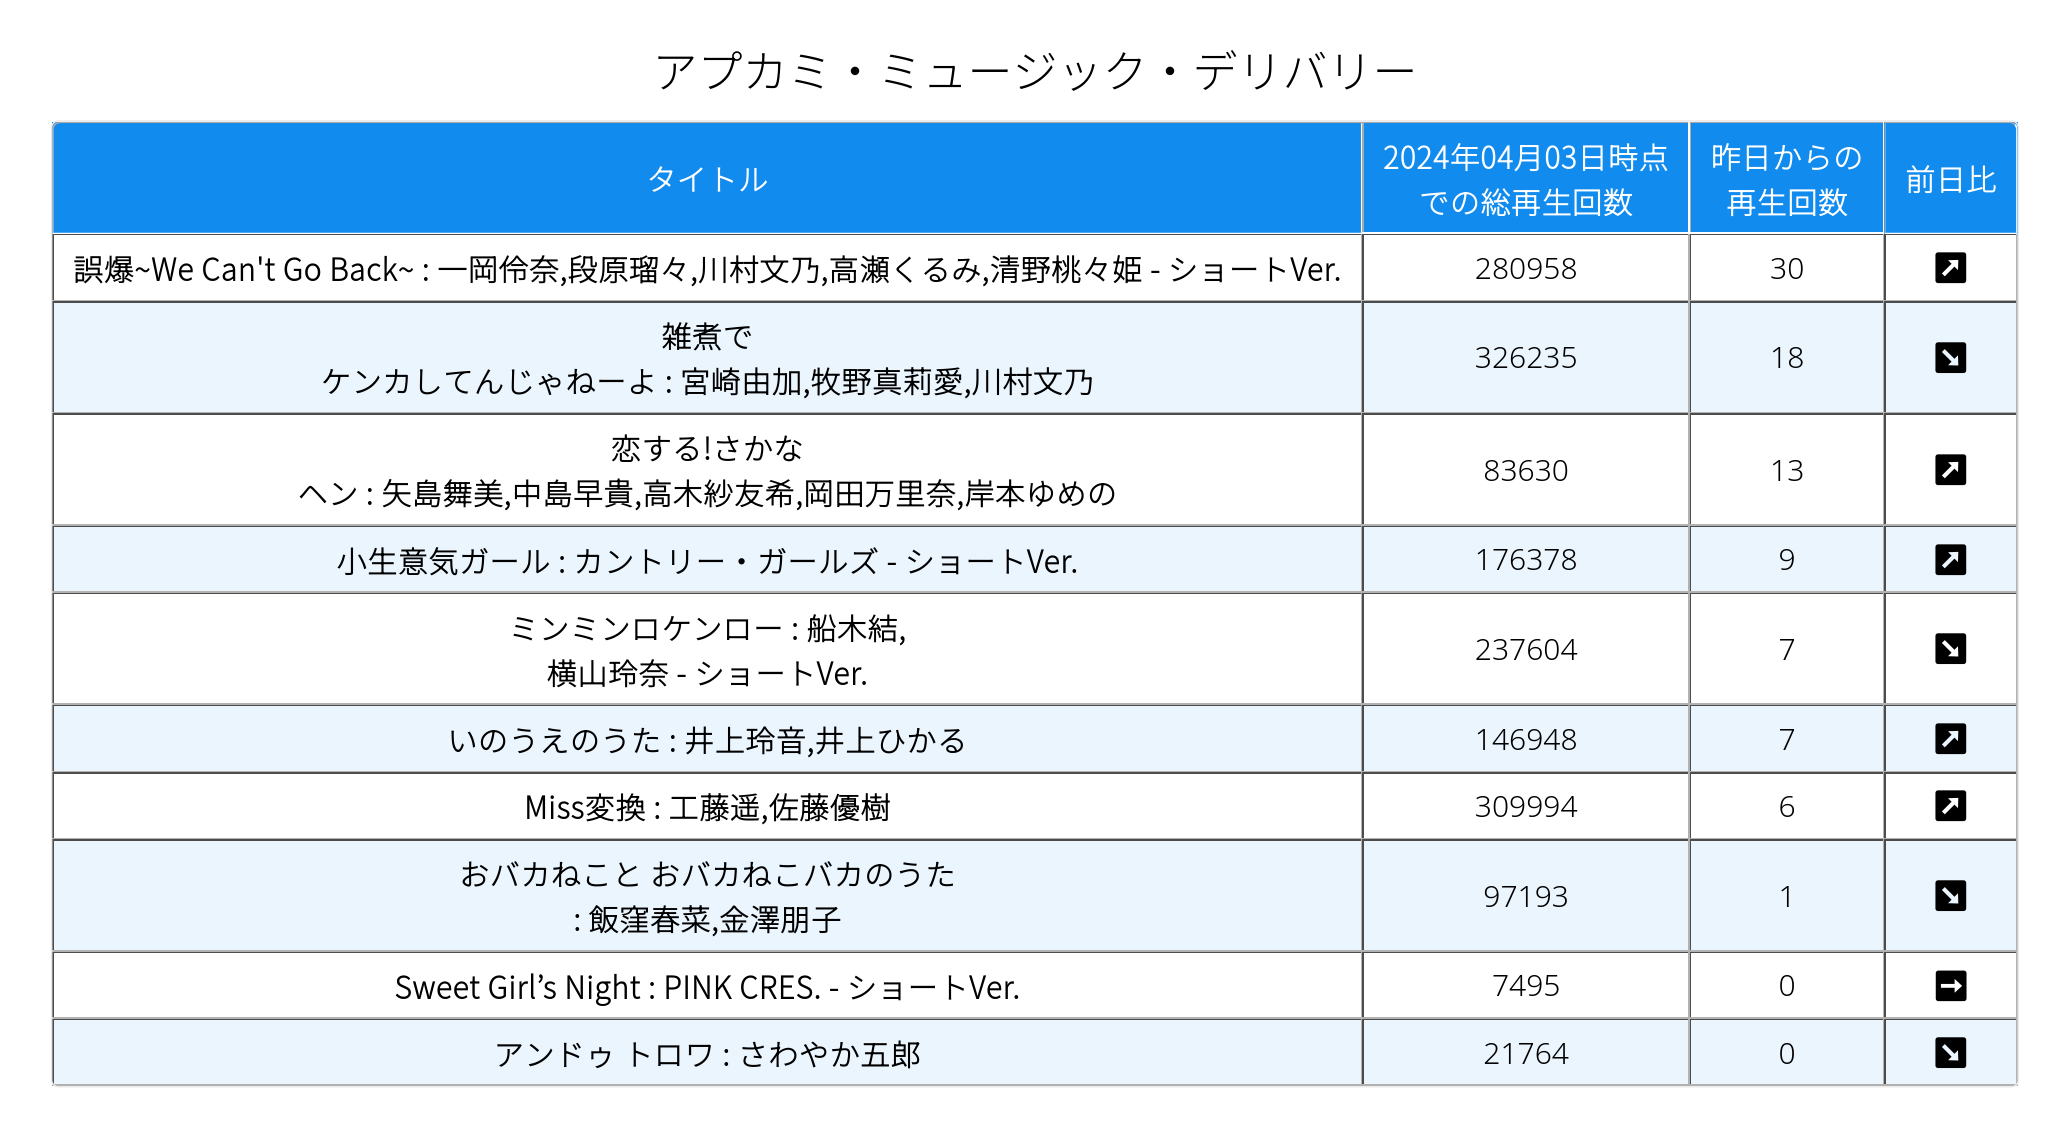 アプカミ・ミュージック・デリバリー
タイトル
2024年04月03日時点
での総再生回数
昨日からの
再生回数
前日比
誤爆~We Can't Go Back~ : 一岡伶奈,段原瑠々,川村文乃,高瀬くるみ,清野桃々姫 - ショートVer.
280958
30
雑煮で
ケンカしてんじゃねーよ : 宮崎由加,牧野真莉愛,川村文乃
326235
18
恋する!さかな
ヘン : 矢島舞美,中島早貴,高木紗友希,岡田万里奈,岸本ゆめの
83630
13
小生意気ガール : カントリー・ガールズ - ショートVer.
176378
9
ミンミンロケンロー : 船木結,
横山玲奈 - ショートVer.
237604
7
いのうえのうた : 井上玲音,井上ひかる
146948
7
Miss変換 : 工藤遥,佐藤優樹
309994
6
おバカねこと おバカねこバカのうた
: 飯窪春菜,金澤朋子
97193
1
Sweet Girl’s Night : PINK CRES. - ショートVer.
7495
0
アンドゥ トロワ : さわやか五郎
21764
0